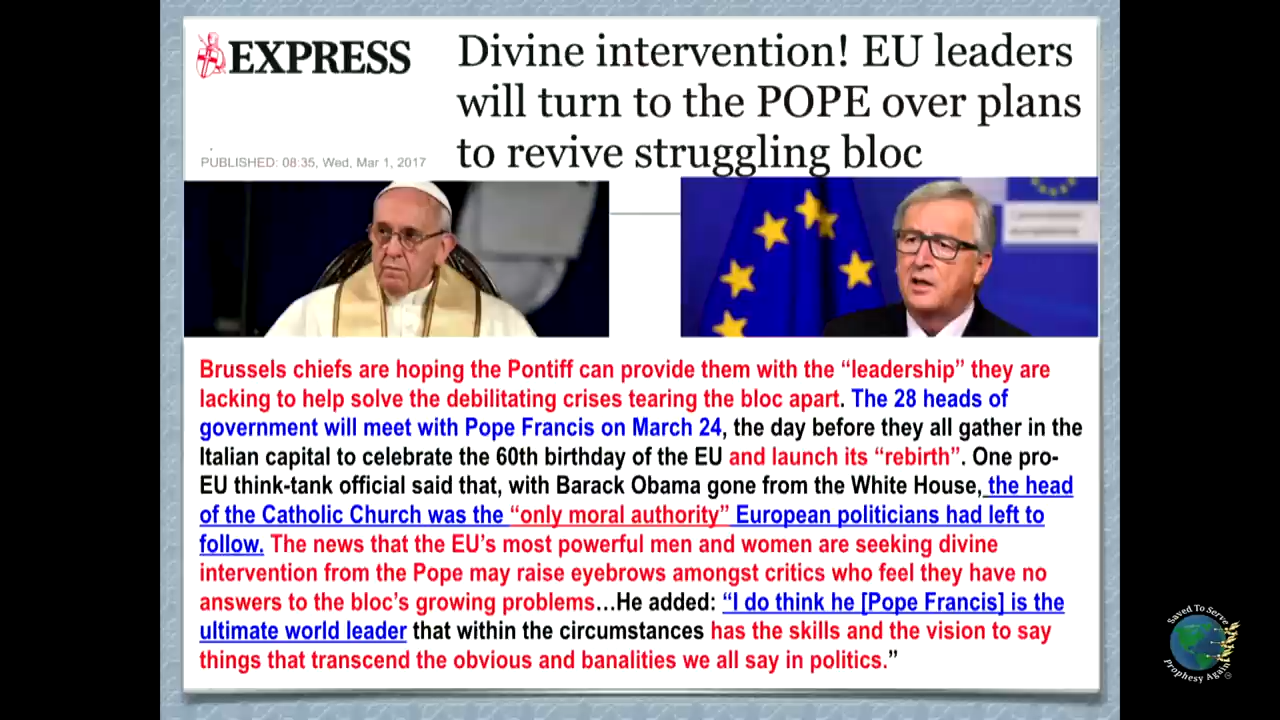 EXPRESS
Divine intervention! EU leaders
will turn to the POPE over plans
to revive struggling bloc
PUBLISHED: 08:35, Wed, Mar 1, 2017
Brussels chiefs are hoping the Pontiff can provide them with the “leadership” they are
lacking to help solve the debilitating crises tearing the bloc apart. The 28 heads of
government will meet with Pope Francis on March 24, the day before they all gather in the
Italian capital to celebrate the 60th birthday of the EU and launch its “rebirth”. One pro-
EU think-tank official said that, with Barack Obama gone from the White House, the head
of the Catholic Church was the “only moral authority” European politicians had left to
follow. The news that the EU’s most powerful men and women are seeking divine
intervention from the Pope may raise eyebrows amongst critics who feel they have no
answers to the bloc’s growing problems…He added: “I do think he [Pope Francis] is the
ultimate world leader that within the circumstances has the skills and the vision to say
things that transcend the obvious and banalities we all say in politics.”
Saved To Serve
Prophesy Again